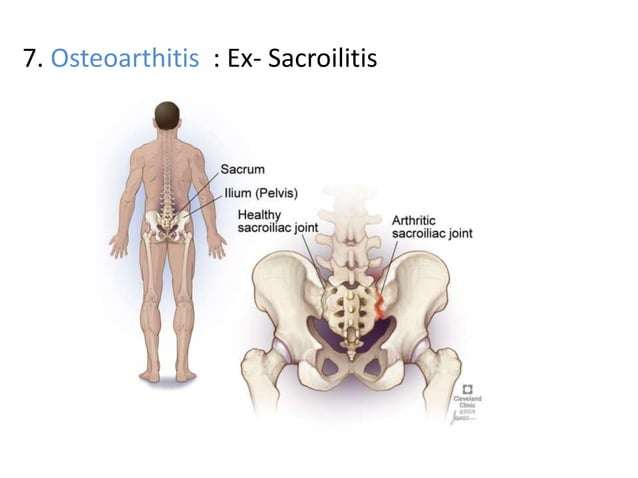 7. Osteoarthitis : Ex- Sacroilitis
Sacrum
Ilium (Pelvis)
Healthy
sacroiliac joint
Arthritic
sacroiliac joint
Cleveland
Clinic